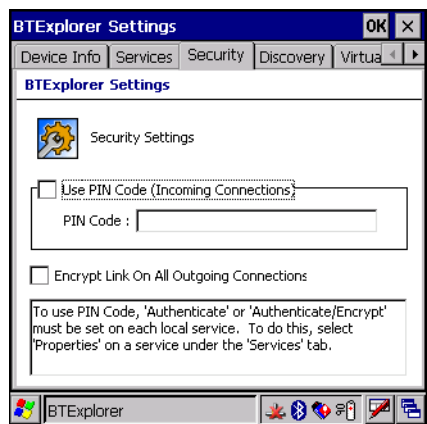 BTExplorer Settings OK
Device Info Services Security Discovery Virtua
BTExplorer Settings
Security Settings
Use PIN Code (Incoming Connections)
PIN Code :
Encrypt Link On All Outgoing Connections
To use PIN Code, 'Authenticate' or 'Authenticate/Encrypt'
must be set on each local service. To do this, select
'Properties' on a service under the 'Services' tab.
BTExplorer